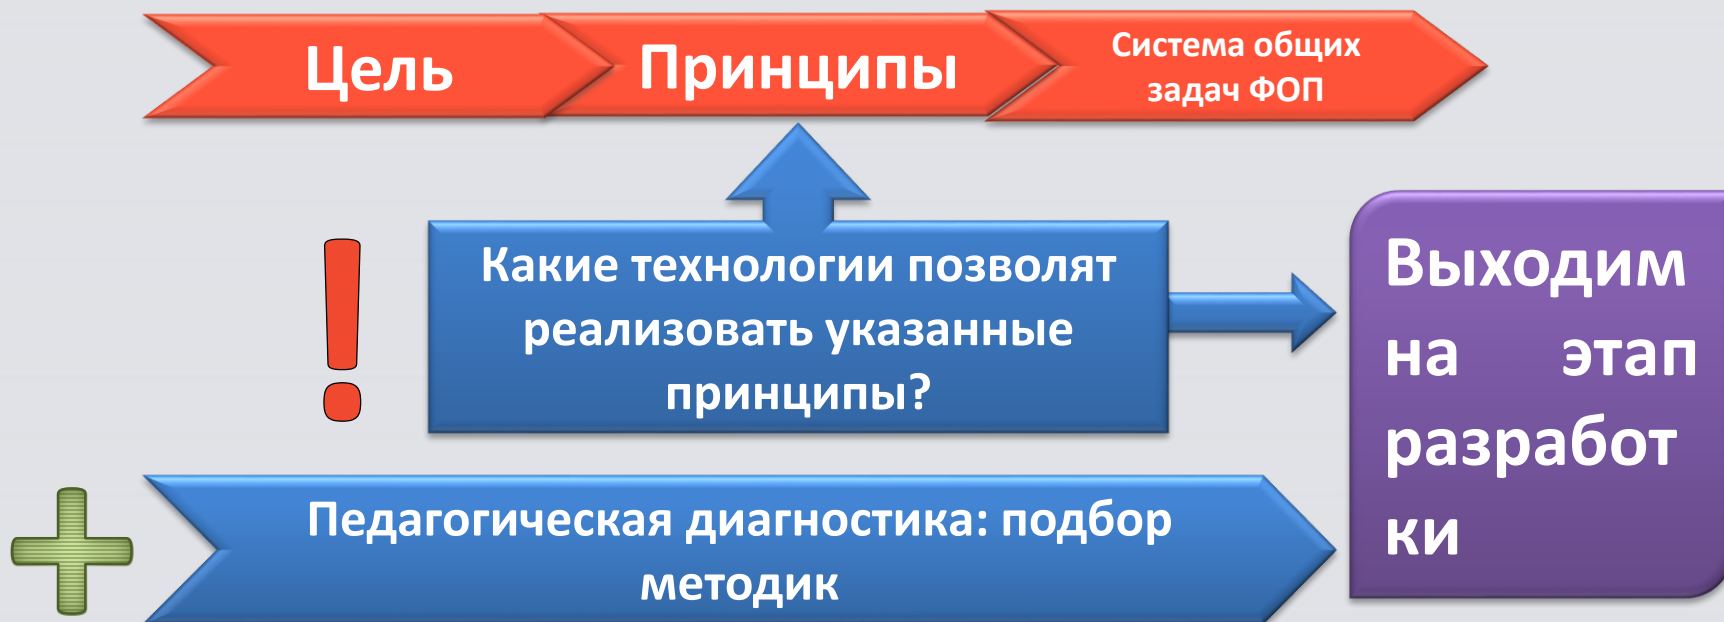 Цель
Принципы
Система общих
задач ФОП
!
Какие технологии позволят
реализовать указанные
принципы?
Выходим
на этап
разработ
ки
Педагогическая диагностика: подбор
методик